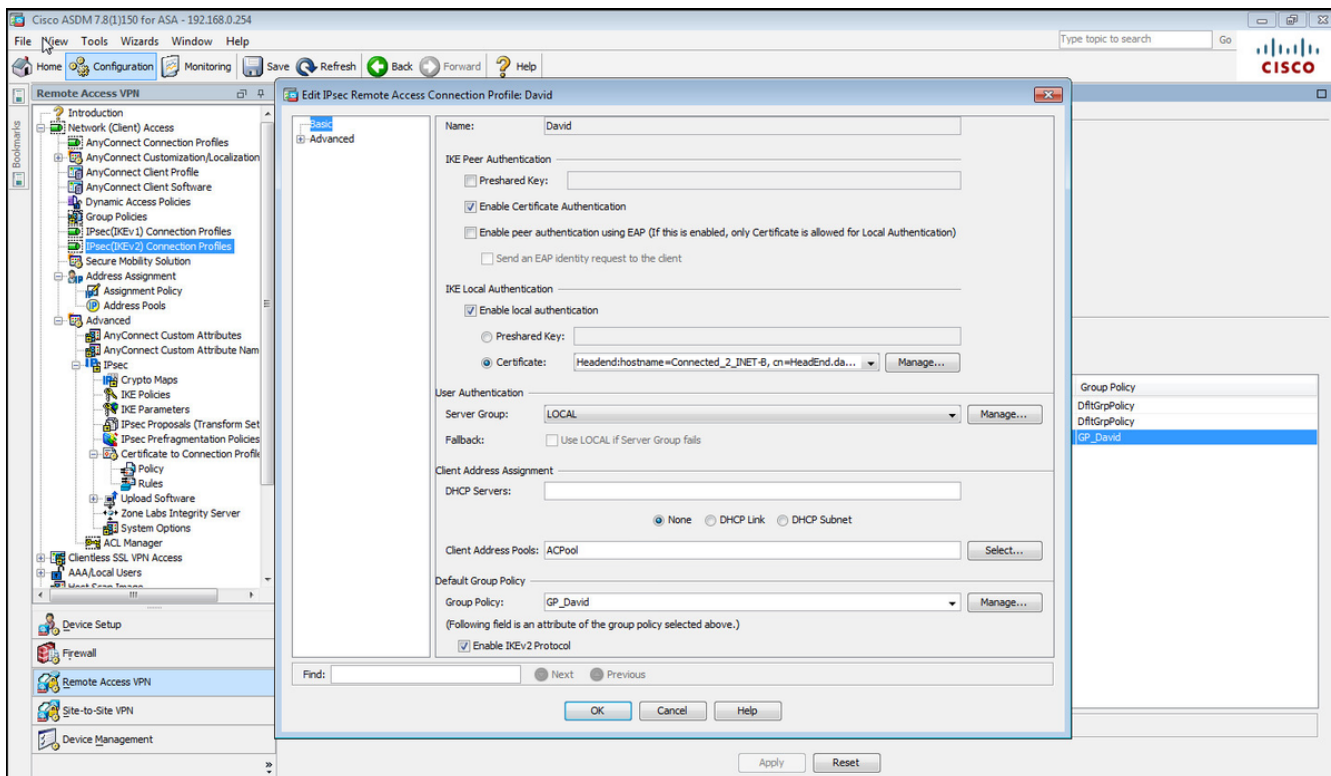 Cisco ASDM 7.8(1)150 for ASA - 192.168.0.254
File View Tools Wizards Window Help
Type topic to search Go
Home Configuration Monitoring Save Refresh Back Forward Help
CISCO
Bookmarks
Remote Access VPN
Introduction
Network (Client) Access
AnyConnect Connection Profiles
AnyConnect Customization/Localization
AnyConnect Client Profile
AnyConnect Client Software
Dynamic Access Policies
Group Policies
IPsec(IKEv1) Connection Profiles
IPsec(IKEv2) Connection Profiles
Secure Mobility Solution
Address Assignment
Assignment Policy
Address Pools
Advanced
AnyConnect Custom Attributes
AnyConnect Custom Attribute Nam
IPsec
Crypto Maps
IKE Policies
IKE Parameters
IPsec Proposals (Transform Set
IPsec Prefragmentation Policies
Certificate to Connection Profile
Policy
Rules
Upload Software
Zone Labs Integrity Server
System Options
ACL Manager
Clientless SSL VPN Access
AAA/Local Users
Host Scan Image
Device Setup
Firewall
Remote Access VPN
Site-to-Site VPN
Device Management
Edit IPsec Remote Access Connection Profile: David
Basic
Advanced
Name: David
IKE Peer Authentication
Preshared Key:
Enable Certificate Authentication
Enable peer authentication using EAP (If this is enabled, only Certificate is allowed for Local Authentication)
Send an EAP identity request to the client
IKE Local Authentication
Enable local authentication
Preshared Key:
Certificate: Headend:hostname=Connected_2_INET-B, cn=HeadEnd.da... Manage...
User Authentication
Server Group: LOCAL Manage...
Fallback: Use LOCAL if Server Group fails
Client Address Assignment
DHCP Servers:
None DHCP Link DHCP Subnet
Client Address Pools: ACPool Select...
Default Group Policy
Group Policy: GP_David Manage...
(Following field is an attribute of the group policy selected above.)
Enable IKEv2 Protocol
Find: Next Previous
OK Cancel Help
Group Policy
DfltGrpPolicy
DfltGrpPolicy
GP_David
Apply Reset